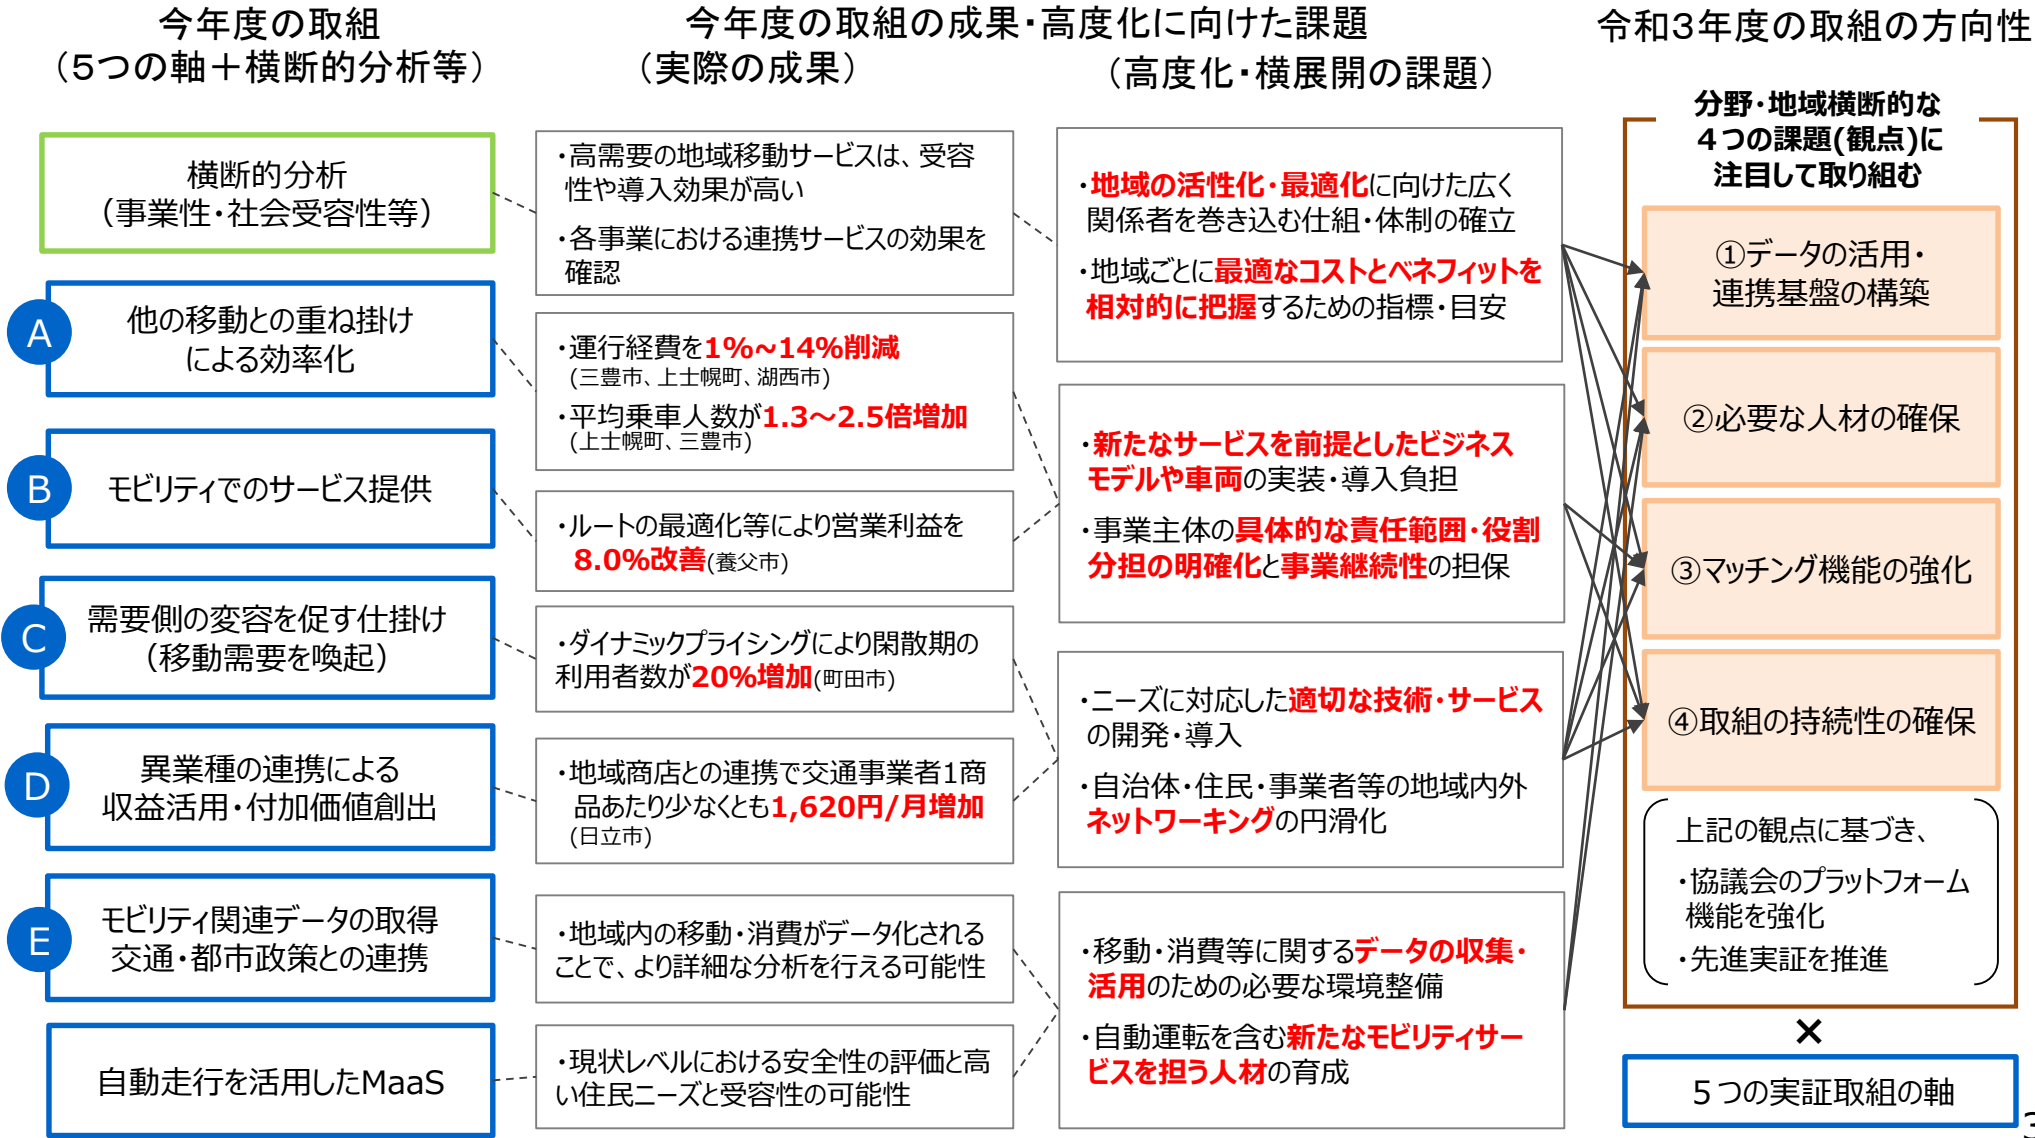 今年度の取組
（5つの軸＋横断的分析等）
今年度の取組の成果・高度化に向けた課題
（実際の成果）
（高度化・横展開の課題）
令和3年度の取組の方向性
横断的分析
（事業性・社会受容性等）
A
他の移動との重ね掛け
による効率化
B
モビリティでのサービス提供
C
需要側の変容を促す仕掛け
（移動需要を喚起）
D
異業種の連携による
収益活用・付加価値創出
E
モビリティ関連データの取得
交通・都市政策との連携
自動走行を活用したMaaS
・高需要の地域移動サービスは、受容
性や導入効果が高い
・各事業における連携サービスの効果を
確認
・運行経費を1%~14%削減
(三豊市、上士幌町、湖西市)
・平均乗車人数が1.3～2.5倍増加
(上士幌町、三豊市)
・ルートの最適化等により営業利益を
8.0%改善(養父市)
・ダイナミックプライシングにより閑散期の
利用者数が20%増加(町田市)
・地域商店との連携で交通事業者1商
品あたり少なくとも1,620円/月増加
(日立市)
・地域内の移動・消費がデータ化される
ことで、より詳細な分析を行える可能性
・現状レベルにおける安全性の評価と高
い住民ニーズと受容性の可能性
・地域の活性化・最適化に向けた広く
関係者を巻き込む仕組・体制の確立
・地域ごとに最適なコストとベネフィットを
相対的に把握するための指標・目安
・新たなサービスを前提としたビジネス
モデルや車両の実装・導入負担
・事業主体の具体的な責任範囲・役割
分担の明確化と事業継続性の担保
・ニーズに対応した適切な技術・サービス
の開発・導入
・自治体・住民・事業者等の地域内外
ネットワーキングの円滑化
・移動・消費等に関するデータの収集・
活用のための必要な環境整備
・自動運転を含む新たなモビリティサー
ビスを担う人材の育成
分野・地域横断的な
４つの課題(観点)に
注目して取り組む
①データの活用・
連携基盤の構築
②必要な人材の確保
③マッチング機能の強化
④取組の持続性の確保
上記の観点に基づき、
・協議会のプラットフォーム
機能を強化
・先進実証を推進
×
５つの実証取組の軸